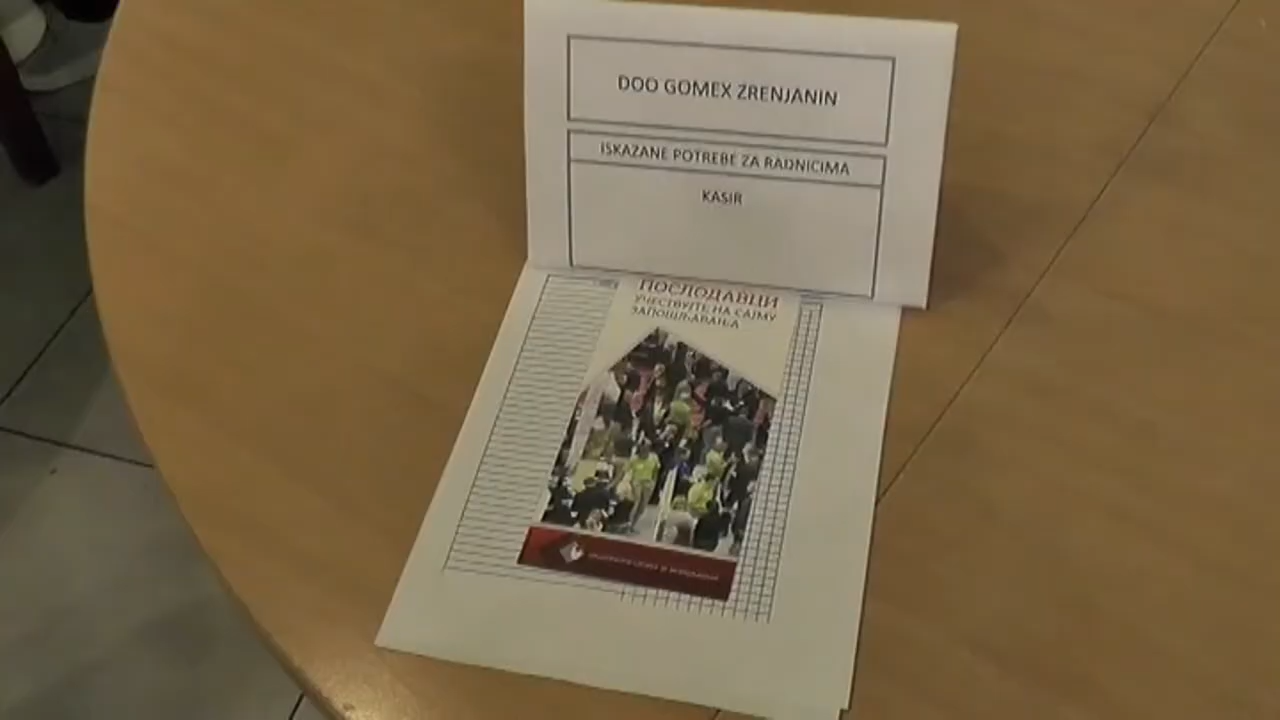 DOO GOMEX ZRENJANIN
ISKAZANE POTREBE ZA RADNICIMA
KASIR
ПОСЛОДАВЦИ
УЧЕСТВУЈТЕ НА САЈМУ
ЗАПОШЉАВАЊА